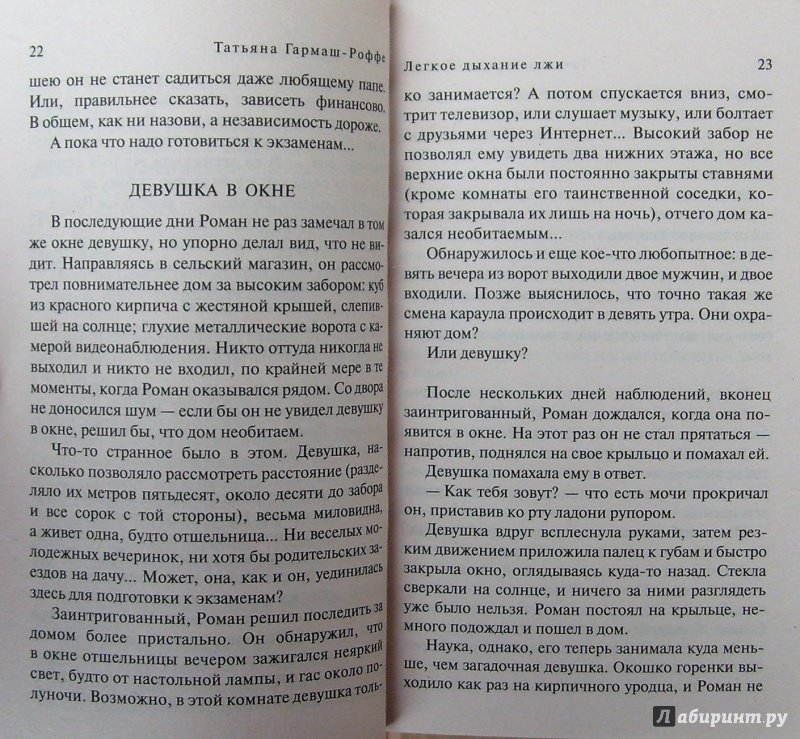 22
Татьяна Гармаш-Роффе
шею он не станет садиться даже любящему папе.
Или, правильнее сказать, зависеть финансово.
В общем, как ни назови, а независимость дороже.
А пока что надо готовиться к экзаменам...
ДЕВУШКА В ОКНЕ
В последующие дни Роман не раз замечал в том
же окне девушку, но упорно делал вид, что не ви-
дит. Направляясь в сельский магазин, он рассмо-
трел повнимательнее дом за высоким забором: куб
из красного кирпича с жестяной крышей, слепив-
шей на солнце; глухие металлические ворота с ка-
мерой видеонаблюдения. Никто оттуда никогда не
выходил и никто не входил, по крайней мере в те
моменты, когда Роман оказывался рядом. Со двора
не доносился шум — если бы он не увидел девушку
в окне, решил бы, что дом необитаем.
Что-то странное было в этом. Девушка, на-
сколько позволяло рассмотреть расстояние (разде-
ляло их метров пятьдесят, около десяти до забора
и все сорок с той стороны), весьма миловидна,
а живет одна, будто отшельница... Ни веселых мо-
лодежных вечеринок, ни хотя бы родительских за-
ездов на дачу... Может, она, как и он, уединилась
здесь для подготовки к экзаменам?
Заинтригованный, Роман решил последить за
домом более пристально. Он обнаружил, что
в окне отшельницы вечером зажигался неяркий
свет, будто от настольной лампы, и гас около по-
луночи. Возможно, в этой комнате девушка толь-
Легкое дыхание лжи
23
ко занимается? А потом спускается вниз, смо-
трит телевизор, или слушает музыку, или болтает
с друзьями через Интернет... Высокий забор не
позволял ему увидеть два нижних этажа, но все
верхние окна были постоянно закрыты ставнями
(кроме комнаты его таинственной соседки, ко-
торая закрывала их лишь на ночь), отчего дом ка-
зался необитаемым...
Обнаружилось и еще кое-что любопытное: в де-
вять вечера из ворот выходили двое мужчин, и двое
входили. Позже выяснилось, что точно такая же
смена караула происходит в девять утра. Они охра-
няют дом?
Или девушку?
После нескольких дней наблюдений, вконец
заинтригованный, Роман дождался, когда она по-
явится в окне. На этот раз он не стал прятаться —
напротив, поднялся на свое крыльцо и помахал ей.
Девушка помахала ему в ответ.
— Как тебя зовут? — что есть мочи прокричал
он, приставив ко рту ладони рупором.
Девушка вдруг всплеснула руками, затем рез-
ким движением приложила палец к губам и быстро
закрыла окно, оглядываясь куда-то назад. Стекла
сверкали на солнце, и ничего за ними разглядеть
уже было нельзя. Роман постоял на крыльце, не-
много подождал и пошел в дом.
Наука, однако, его теперь занимала куда мень-
ше, чем загадочная девушка. Окошко горенки вы-
ходило как раз на кирпичного уродца, и Роман не
Лабиринт.ру